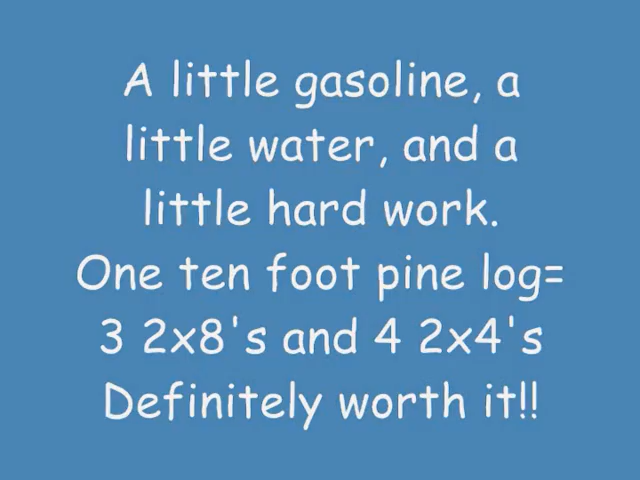 A little gasoline, a
little water, and a
little hard work.
One ten foot pine log=
3 2x8's and 4 2x4's
Definitely worth it!!